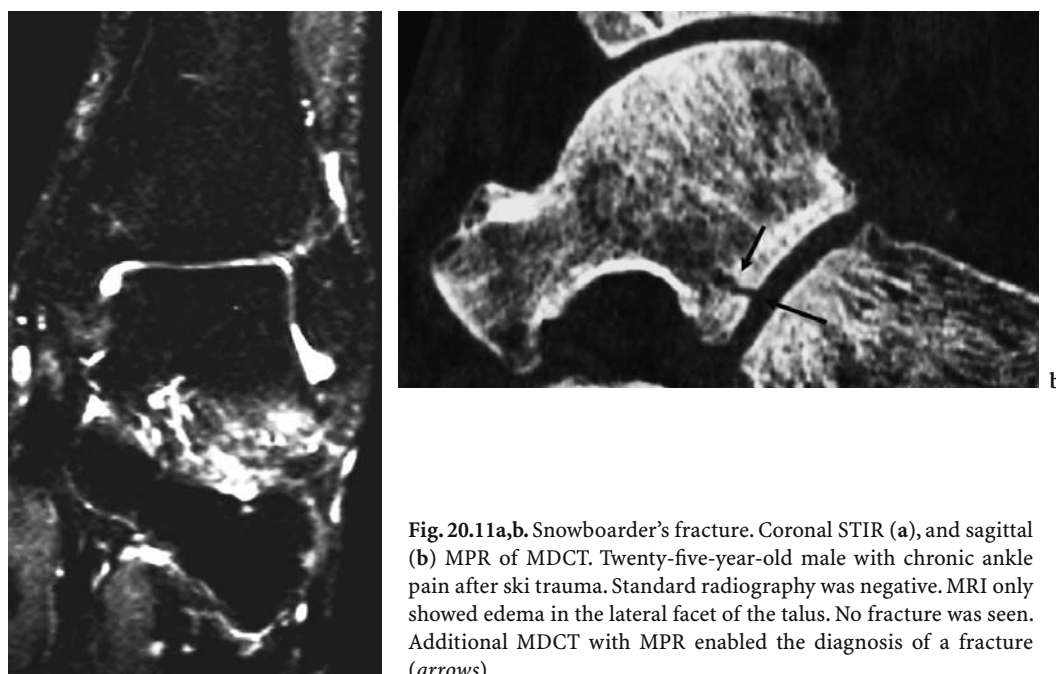 b
Fig. 20.11a,b. Snowboarder's fracture. Coronal STIR (a), and sagittal
(b) MPR of MDCT. Twenty-five-year-old male with chronic ankle
pain after ski trauma. Standard radiography was negative. MRI only
showed edema in the lateral facet of the talus. No fracture was seen.
Additional MDCT with MPR enabled the diagnosis of a fracture
(arrows)